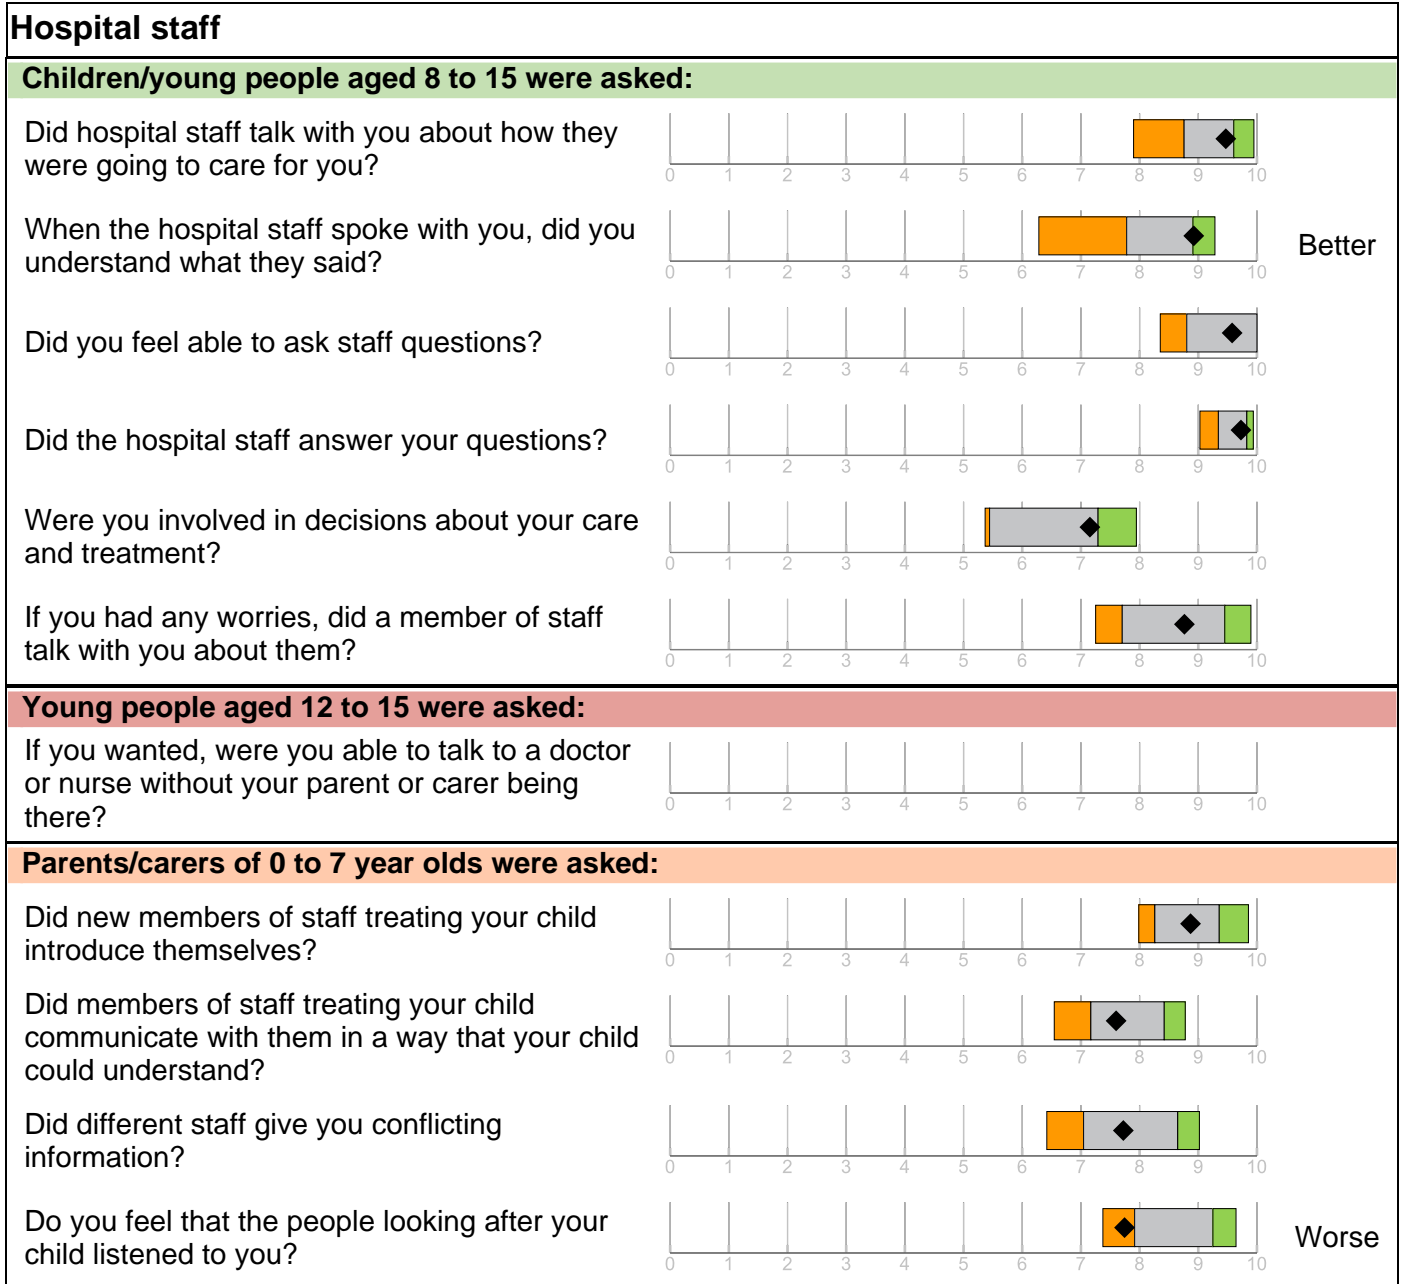 Hospital staff
Children/young people aged 8 to 15 were asked:
Did hospital staff talk with you about how they
were going to care for you?
0 1 2 3 4 5 6 7 8 9 10
When the hospital staff spoke with you, did you
understand what they said?
0 1 2 3 4 5 6 7 8 9 10
Better
Did you feel able to ask staff questions?
0 1 2 3 4 5 6 7 8 9 10
Did the hospital staff answer your questions?
0 1 2 3 4 5 6 7 8 9 10
Were you involved in decisions about your care
and treatment?
0 1 2 3 4 5 6 7 8 9 10
If you had any worries, did a member of staff
talk with you about them?
0 1 2 3 4 5 6 7 8 9 10
Young people aged 12 to 15 were asked:
If you wanted, were you able to talk to a doctor
or nurse without your parent or carer being
there?
0 1 2 3 4 5 6 7 8 9 10
Parents/carers of 0 to 7 year olds were asked:
Did new members of staff treating your child
introduce themselves?
0 1 2 3 4 5 6 7 8 9 10
Did members of staff treating your child
communicate with them in a way that your child
could understand?
0 1 2 3 4 5 6 7 8 9 10
Did different staff give you conflicting
information?
0 1 2 3 4 5 6 7 8 9 10
Do you feel that the people looking after your
child listened to you?
0 1 2 3 4 5 6 7 8 9 10
Worse